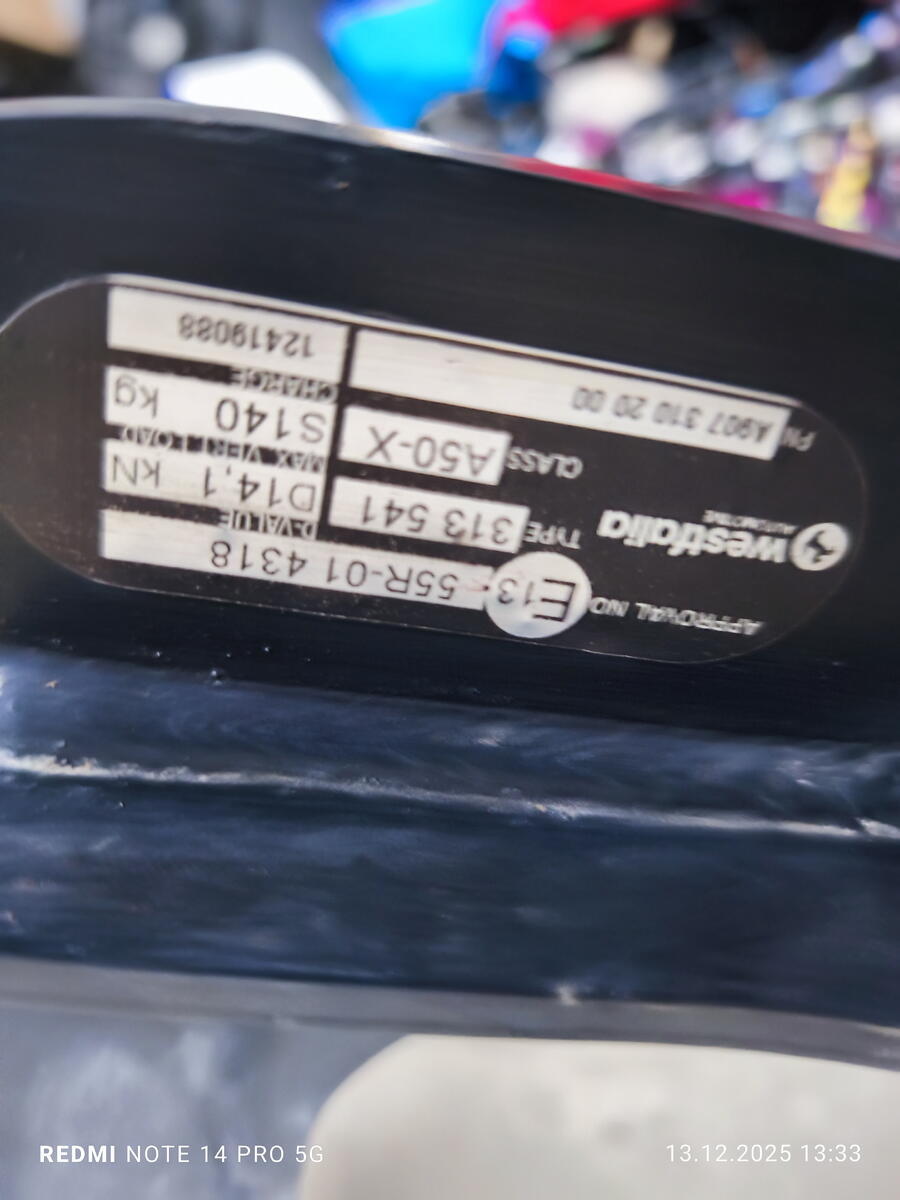 APPROVAL NO E13 55R-01 4318
westfalia
AUTOMOTIVE
TYPE 313 541
D-VALUE
D14,1 kN
CLASS A50-X
MAX VERT LOAD
S140 kg
PN A907 310 20 00
CHARGE
12419088
REDMI NOTE 14 PRO 5G
13.12.2025 13:33